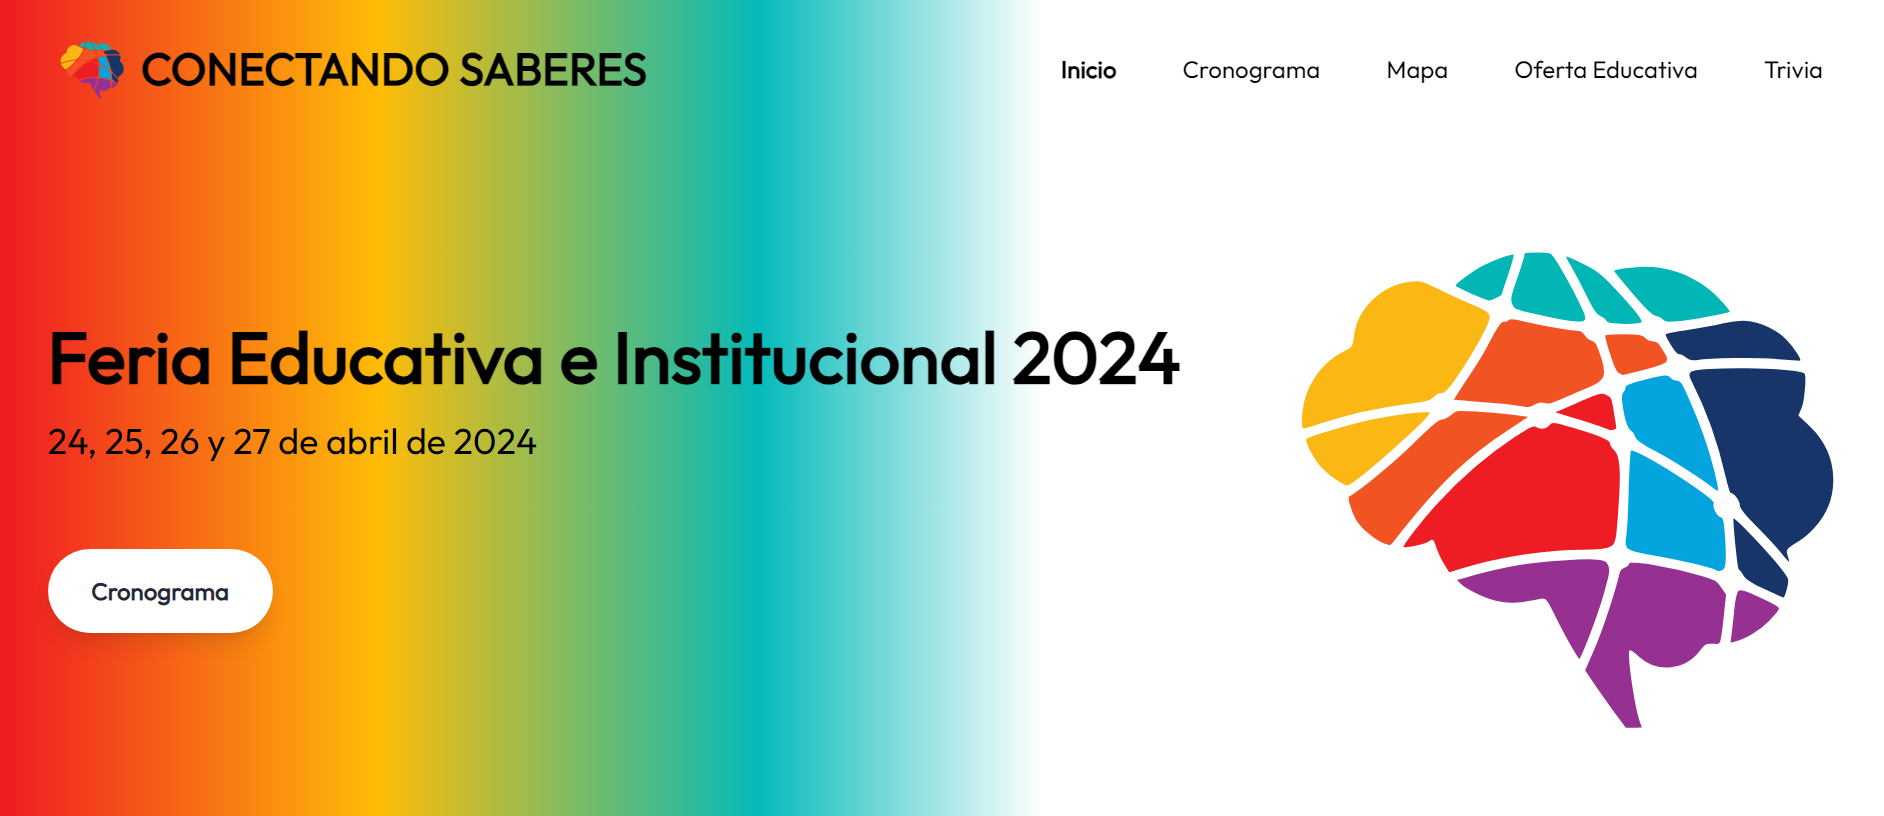 CONECTANDO SABERES
Inicio Cronograma Mapa Oferta Educativa Trivia
Feria Educativa e Institucional 2024
24, 25, 26 y 27 de abril de 2024
Cronograma